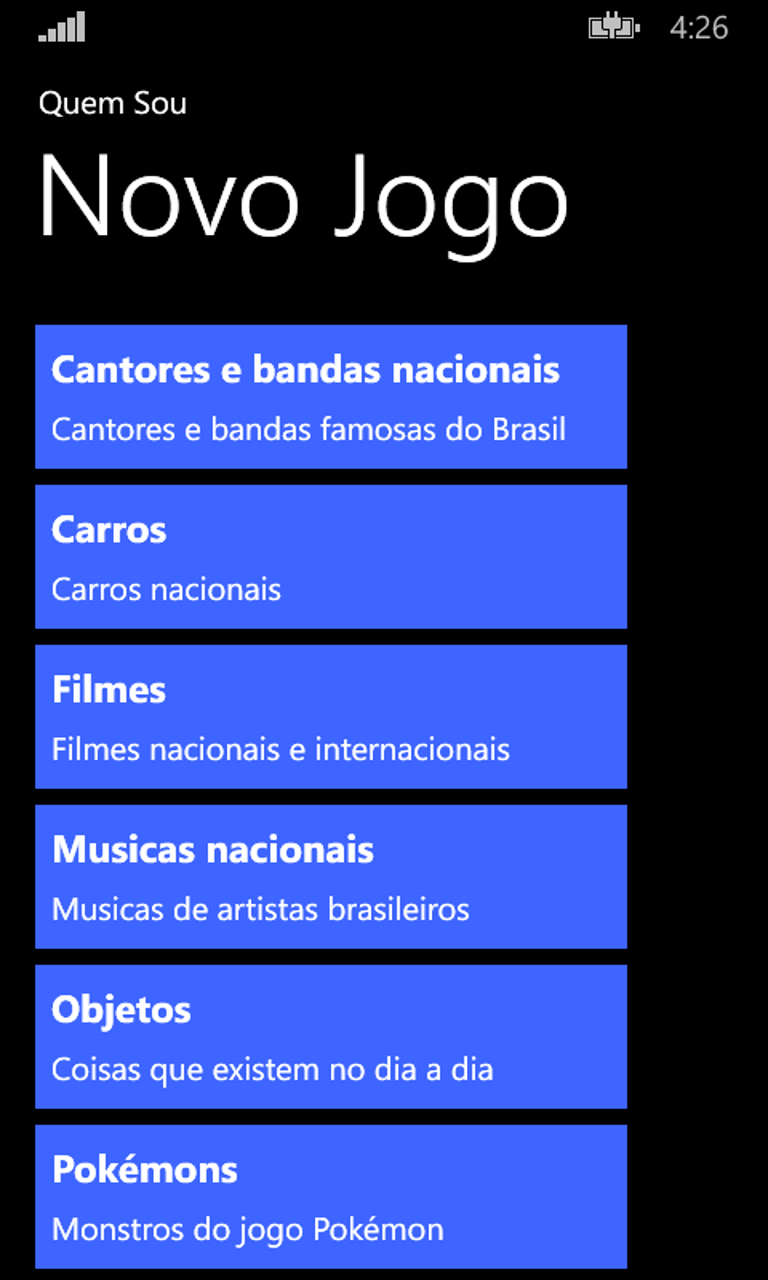 4:26
Quem Sou
Novo Jogo
Cantores e bandas nacionais
Cantores e bandas famosas do Brasil
Carros
Carros nacionais
Filmes
Filmes nacionais e internacionais
Musicas nacionais
Musicas de artistas brasileiros
Objetos
Coisas que existem no dia a dia
Pokémons
Monstros do jogo Pokémon